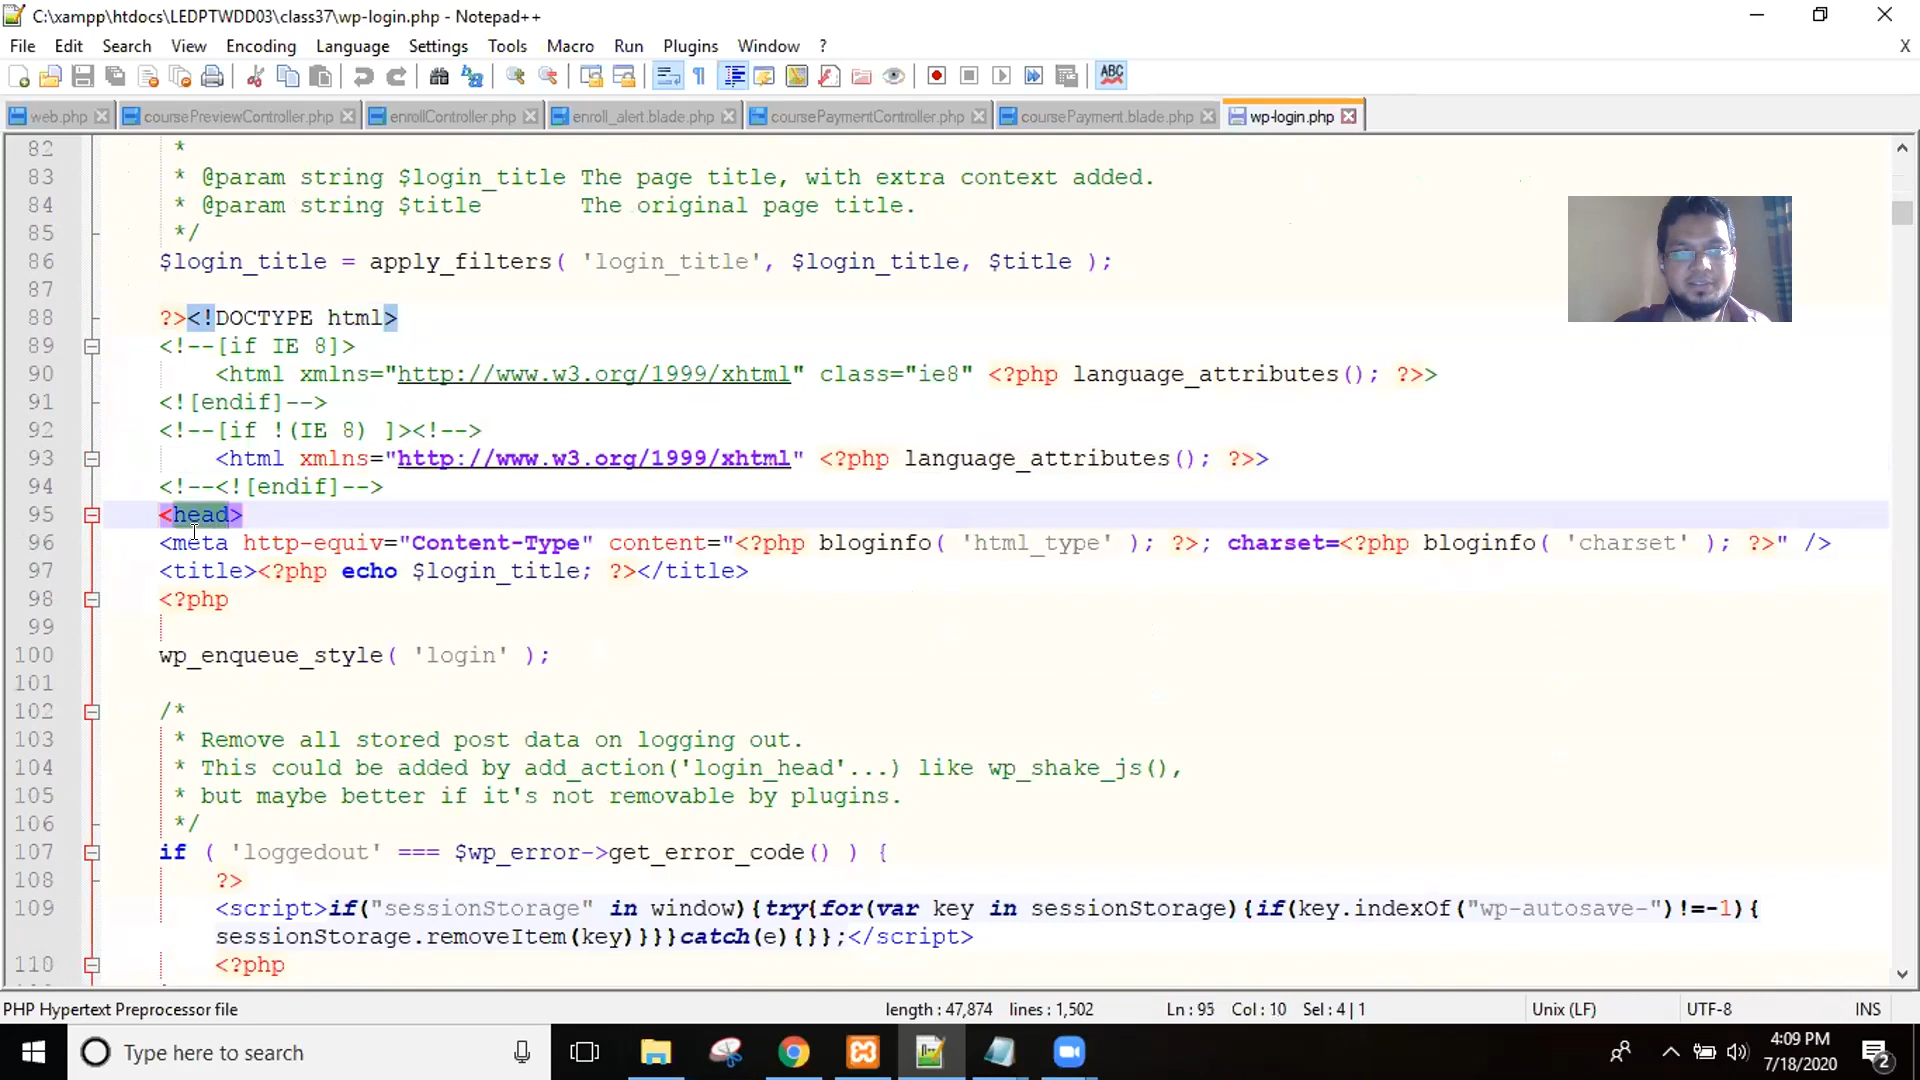 C:\xampp\htdocs\LEDPTWDD03\class37\wp-login.php - Notepad++
File Edit Search View Encoding Language Settings Tools Macro Run Plugins Window ? X
web.php coursePreviewController.php enrollController.php enroll_alert.blade.php coursePaymentController.php coursePayment.blade.php wp-login.php
82 *
83 * @param string $login_title The page title, with extra context added.
84 * @param string $title The original page title.
85 */
86 $login_title = apply_filters( 'login_title', $login_title, $title );
87
88 ?><!DOCTYPE html>
89 <!--[if IE 8]>
90 <html xmlns="http://www.w3.org/1999/xhtml" class="ie8" <?php language_attributes(); ?>>
91 <![endif]-->
92 <!--[if !(IE 8) ]><!-->
93 <html xmlns="http://www.w3.org/1999/xhtml" <?php language_attributes(); ?>>
94 <!--<![endif]-->
95 <head>
96 <meta http-equiv="Content-Type" content="<?php bloginfo( 'html_type' ); ?>; charset=<?php bloginfo( 'charset' ); ?>" />
97 <title><?php echo $login_title; ?></title>
98 <?php
99
100 wp_enqueue_style( 'login' );
101
102 /*
103 * Remove all stored post data on logging out.
104 * This could be added by add_action('login_head'...) like wp_shake_js(),
105 * but maybe better if it's not removable by plugins.
106 */
107 if ( 'loggedout' === $wp_error->get_error_code() ) {
108 ?>
109 <script>if("sessionStorage" in window){try{for(var key in sessionStorage){if(key.indexOf("wp-autosave-")!=-1){
sessionStorage.removeItem(key)}}}catch(e){}};</script>
110 <?php
PHP Hypertext Preprocessor file length : 47,874 lines : 1,502 Ln : 95 Col : 10 Sel : 4 | 1 Unix (LF) UTF-8 INS
Type here to search
4:09 PM
7/18/2020
2